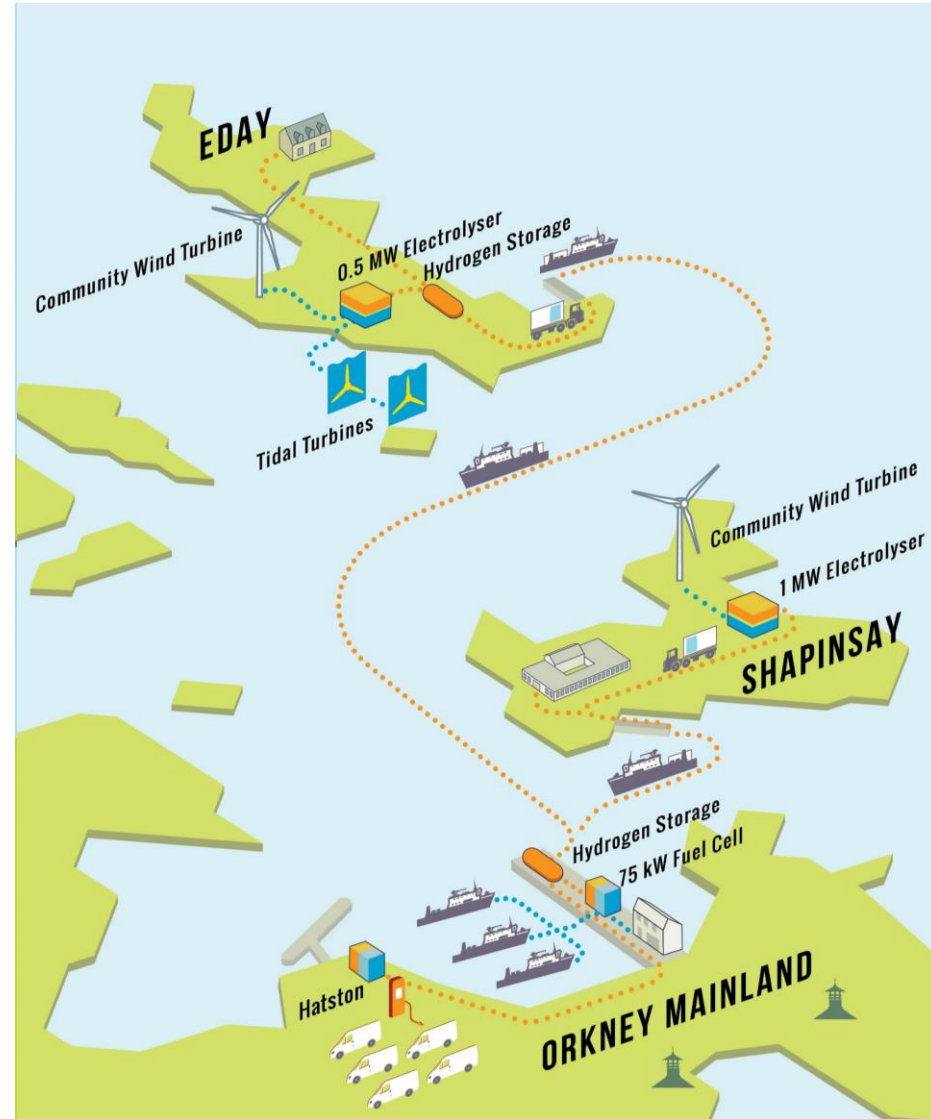 EDAY
Community Wind Turbine
0.5 MW Electrolyser
Hydrogen Storage
Tidal Turbines
Community Wind Turbine
1 MW Electrolyser
SHAPINSAY
Hydrogen Storage
75 kW Fuel Cell
Hatston
ORKNEY MAINLAND